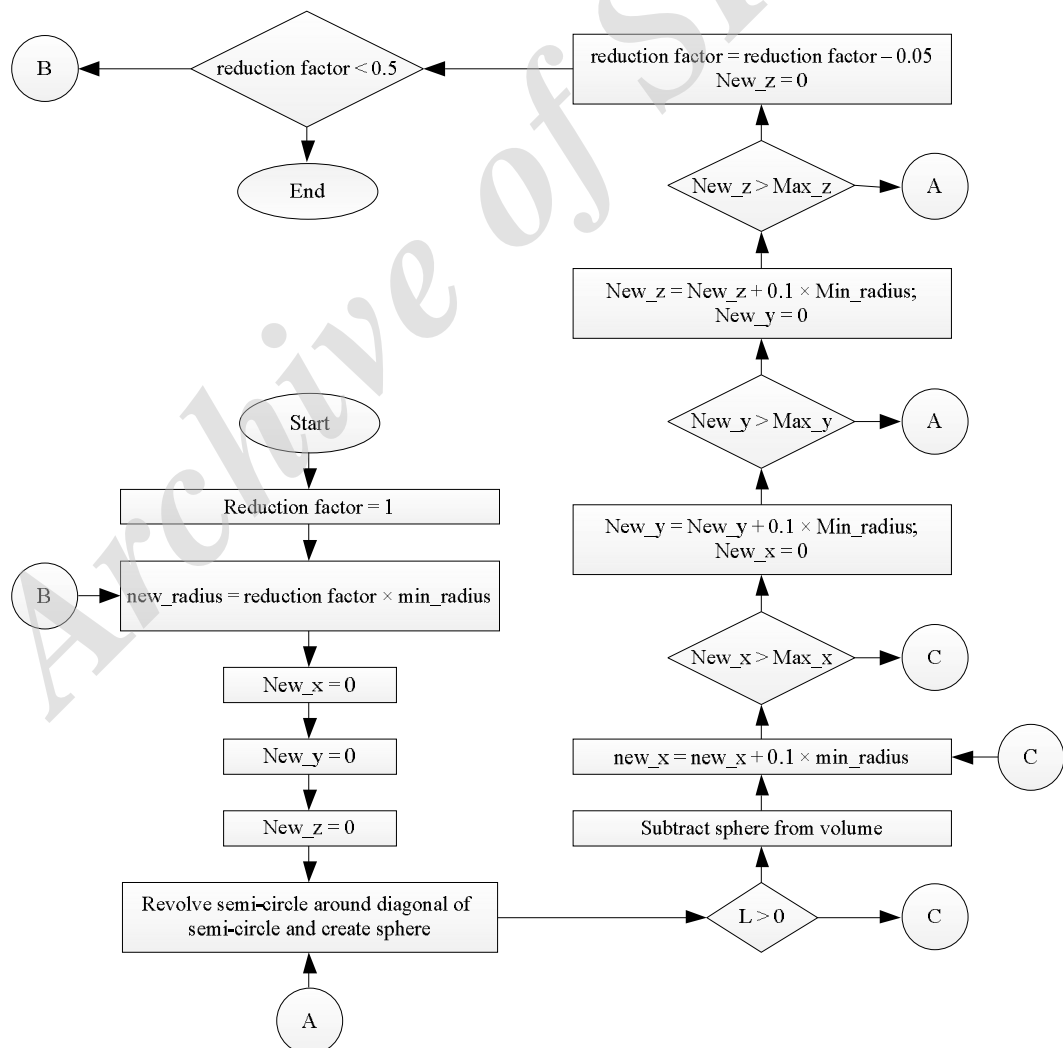 B
reduction factor < 0.5
End
reduction factor = reduction factor – 0.05
New_z = 0
New_z > Max_z
A
New_z = New_z + 0.1 × Min_radius;
New_y = 0
New_y > Max_y
A
New_y = New_y + 0.1 × Min_radius;
New_x = 0
New_x > Max_x
C
new_x = new_x + 0.1 × min_radius
C
Subtract sphere from volume
L > 0
C
Start
Reduction factor = 1
B
new_radius = reduction factor × min_radius
New_x = 0
New_y = 0
New_z = 0
Revolve semi-circle around diagonal of
semi-circle and create sphere
A
Archive of